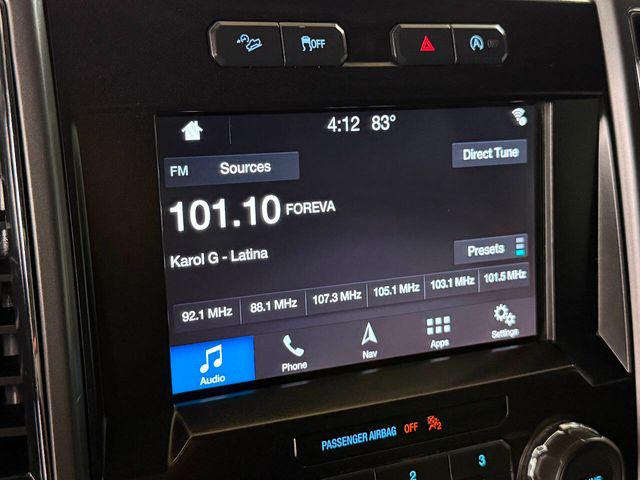 OFF
4:12 83°
FM Sources Direct Tune
101.10 FOREVA
Karol G - Latina
Presets
92.1 MHz 88.1 MHz 107.3 MHz 105.1 MHz 103.1 MHz 101.5 MHz
Audio Phone Nav Apps Settings
PASSENGER AIRBAG OFF 2
2 3